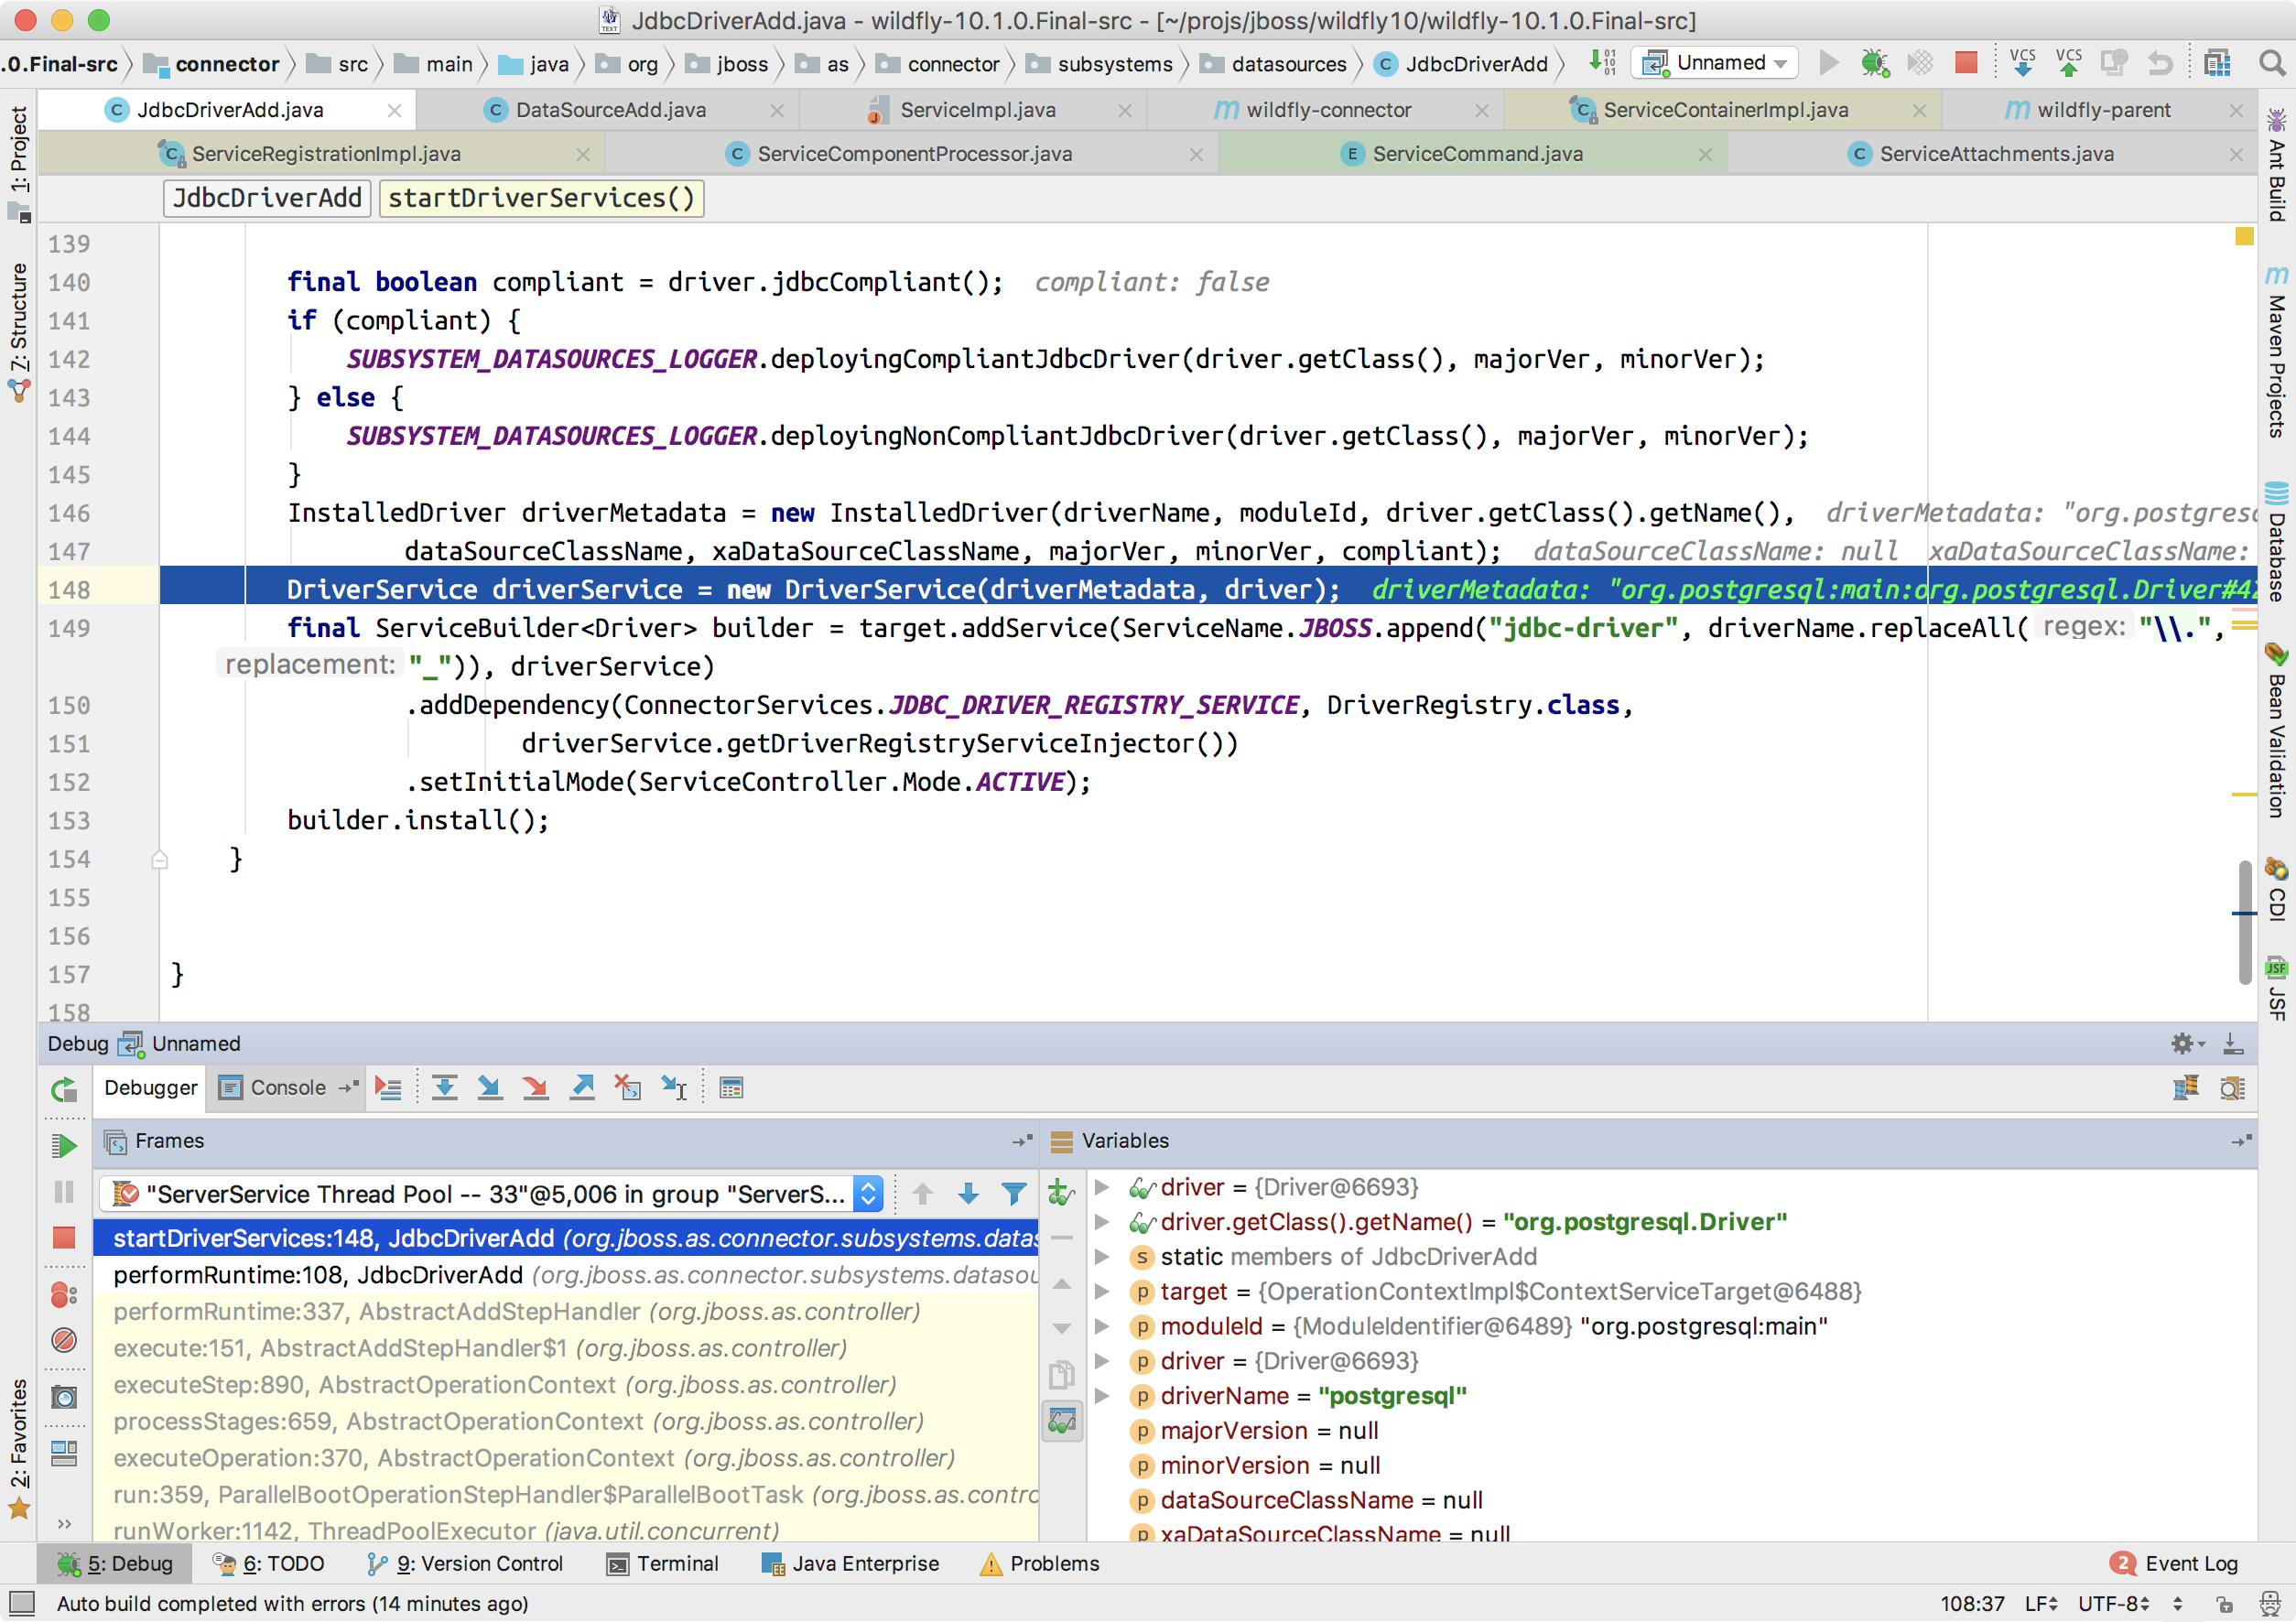 JdbcDriverAdd.java - wildfly-10.1.0.Final-src - [~/projs/jboss/wildfly10/wildfly-10.1.0.Final-src]
.0.Final-src connector src main java org jboss as connector subsystems datasources JdbcDriverAdd Unnamed VCS VCS
JdbcDriverAdd.java DataSourceAdd.java ServiceImpl.java wildfly-connector ServiceContainerImpl.java wildfly-parent
ServiceRegistrationImpl.java ServiceComponentProcessor.java ServiceCommand.java ServiceAttachments.java
JdbcDriverAdd startDriverServices()
1: Project
Z: Structure
2: Favorites
139
140 final boolean compliant = driver.jdbcCompliant(); compliant: false
141 if (compliant) {
142 SUBSYSTEM_DATASOURCES_LOGGER.deployingCompliantJdbcDriver(driver.getClass(), majorVer, minorVer);
143 } else {
144 SUBSYSTEM_DATASOURCES_LOGGER.deployingNonCompliantJdbcDriver(driver.getClass(), majorVer, minorVer);
145 }
146 InstalledDriver driverMetadata = new InstalledDriver(driverName, moduleId, driver.getClass().getName(), driverMetadata: "org.postgresc
147 dataSourceClassName, xaDataSourceClassName, majorVer, minorVer, compliant); dataSourceClassName: null xaDataSourceClassName:
148 DriverService driverService = new DriverService(driverMetadata, driver); driverMetadata: "org.postgresql:main:org.postgresql.Driver#42
149 final ServiceBuilder<Driver> builder = target.addService(ServiceName.JBOSS.append("jdbc-driver", driverName.replaceAll( regex: "\\.",
replacement: "_")), driverService)
150 .addDependency(ConnectorServices.JDBC_DRIVER_REGISTRY_SERVICE, DriverRegistry.class,
151 driverService.getDriverRegistryServiceInjector())
152 .setInitialMode(ServiceController.Mode.ACTIVE);
153 builder.install();
154 }
155
156
157 }
158
Ant Build
Maven Projects
Database
Bean Validation
CDI
JSF
Debug Unnamed
Debugger Console
Frames
"ServerService Thread Pool -- 33"@5,006 in group "ServerS...
startDriverServices:148, JdbcDriverAdd (org.jboss.as.connector.subsystems.datas
performRuntime:108, JdbcDriverAdd (org.jboss.as.connector.subsystems.datasou
performRuntime:337, AbstractAddStepHandler (org.jboss.as.controller)
execute:151, AbstractAddStepHandler$1 (org.jboss.as.controller)
executeStep:890, AbstractOperationContext (org.jboss.as.controller)
processStages:659, AbstractOperationContext (org.jboss.as.controller)
executeOperation:370, AbstractOperationContext (org.jboss.as.controller)
run:359, ParallelBootOperationStepHandler$ParallelBootTask (org.jboss.as.contro
runWorker:1142, ThreadPoolExecutor (java.util.concurrent)
Variables
driver = {Driver@6693}
driver.getClass().getName() = "org.postgresql.Driver"
static members of JdbcDriverAdd
target = {OperationContextImpl$ContextServiceTarget@6488}
moduleId = {ModuleIdentifier@6489} "org.postgresql:main"
driver = {Driver@6693}
driverName = "postgresql"
majorVersion = null
minorVersion = null
dataSourceClassName = null
xaDataSourceClassName = null
5: Debug 6: TODO 9: Version Control Terminal Java Enterprise Problems 2 Event Log
Auto build completed with errors (14 minutes ago) 108:37 LF UTF-8